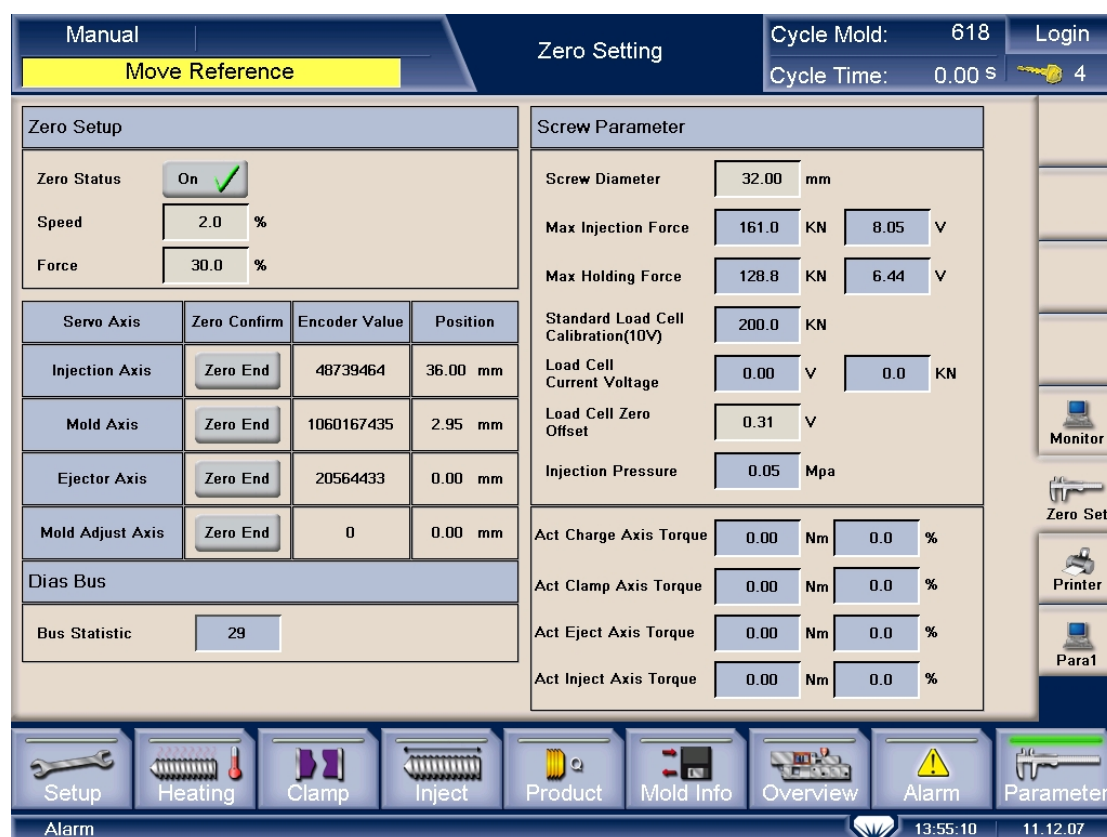 Manual
Move Reference
Zero Setting
Cycle Mold: 618
Cycle Time: 0.00 s
Login
4
Zero Setup
Zero Status On
Speed 2.0 %
Force 30.0 %
Servo Axis Zero Confirm Encoder Value Position
Injection Axis Zero End 48739464 36.00 mm
Mold Axis Zero End 1060167435 2.95 mm
Ejector Axis Zero End 20564433 0.00 mm
Mold Adjust Axis Zero End 0 0.00 mm
Dias Bus
Bus Statistic 29
Screw Parameter
Screw Diameter 32.00 mm
Max Injection Force 161.0 KN 8.05 V
Max Holding Force 128.8 KN 6.44 V
Standard Load Cell
Calibration(10V) 200.0 KN
Load Cell
Current Voltage 0.00 V 0.0 KN
Load Cell Zero
Offset 0.31 V
Injection Pressure 0.05 Mpa
Act Charge Axis Torque 0.00 Nm 0.0 %
Act Clamp Axis Torque 0.00 Nm 0.0 %
Act Eject Axis Torque 0.00 Nm 0.0 %
Act Inject Axis Torque 0.00 Nm 0.0 %
Monitor
Zero Set
Printer
Para1
Setup Heating Clamp Inject Product Mold Info Overview Alarm Parameter
Alarm 13:55:10 11.12.07